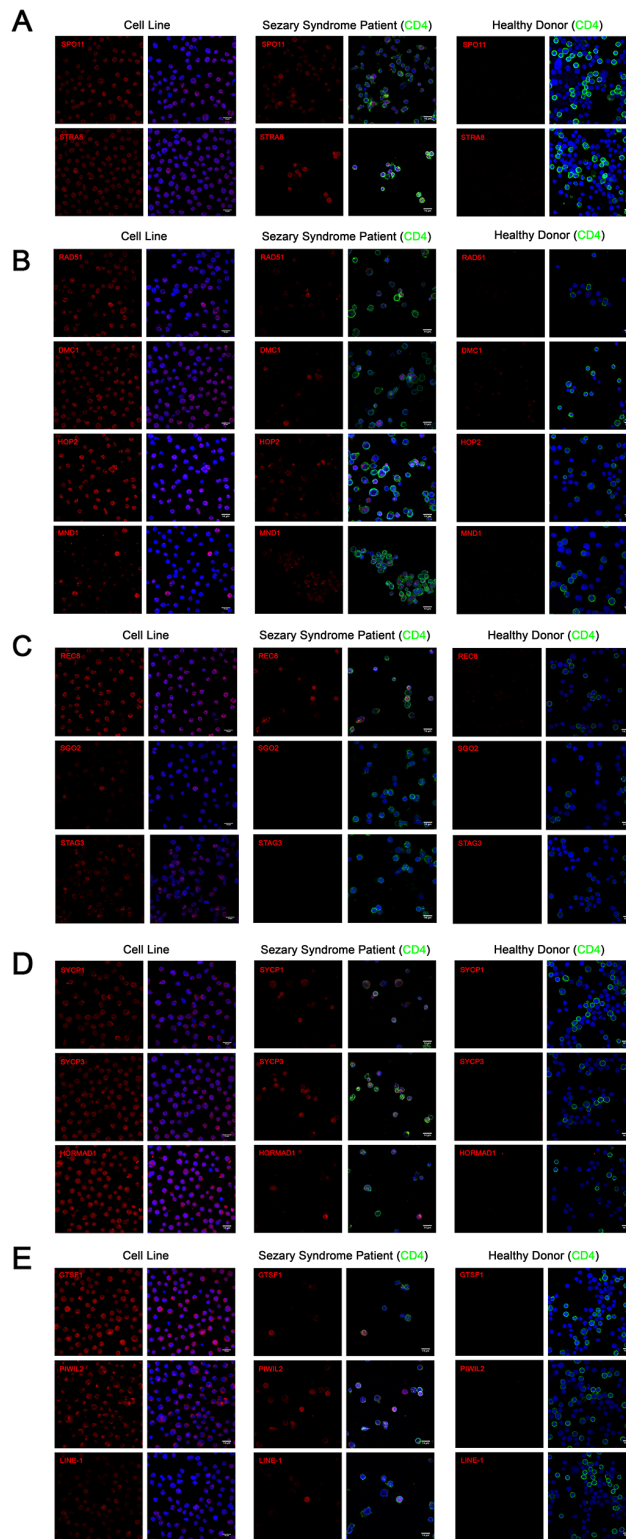 A
Cell Line
Sezary Syndrome Patient (CD4)
Healthy Donor (CD4)
SPO11
SPO11
SPO11
STRA8
STRA8
STRA8
B
Cell Line
Sezary Syndrome Patient (CD4)
Healthy Donor (CD4)
RAD51
RAD51
RAD51
DMC1
DMC1
DMC1
HOP2
HOP2
HOP2
MND1
MND1
MND1
C
Cell Line
Sezary Syndrome Patient (CD4)
Healthy Donor (CD4)
REC8
REC8
REC8
SGO2
SGO2
SGO2
STAG3
STAG3
STAG3
D
Cell Line
Sezary Syndrome Patient (CD4)
Healthy Donor (CD4)
SYCP1
SYCP1
SYCP1
SYCP3
SYCP3
SYCP3
HORMAD1
HORMAD1
HORMAD1
E
Cell Line
Sezary Syndrome Patient (CD4)
Healthy Donor (CD4)
GTSF1
GTSF1
GTSF1
PIWIL2
PIWIL2
PIWIL2
LINE-1
LINE-1
LINE-1